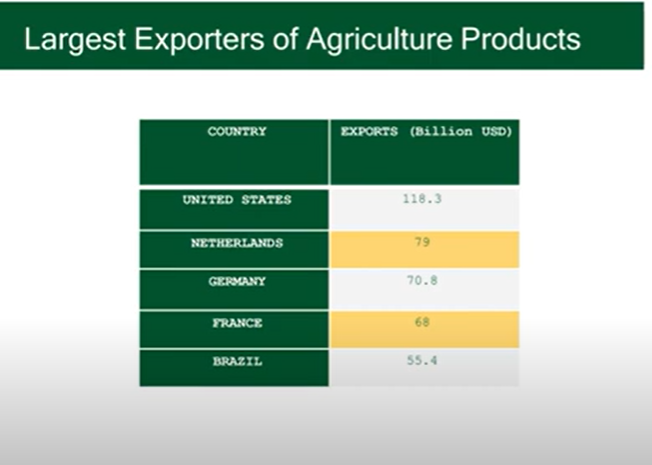 Largest Exporters of Agriculture Products
COUNTRY EXPORTS (Billion USD)
UNITED STATES 118.3
NETHERLANDS 79
GERMANY 70.8
FRANCE 68
BRAZIL 55.4